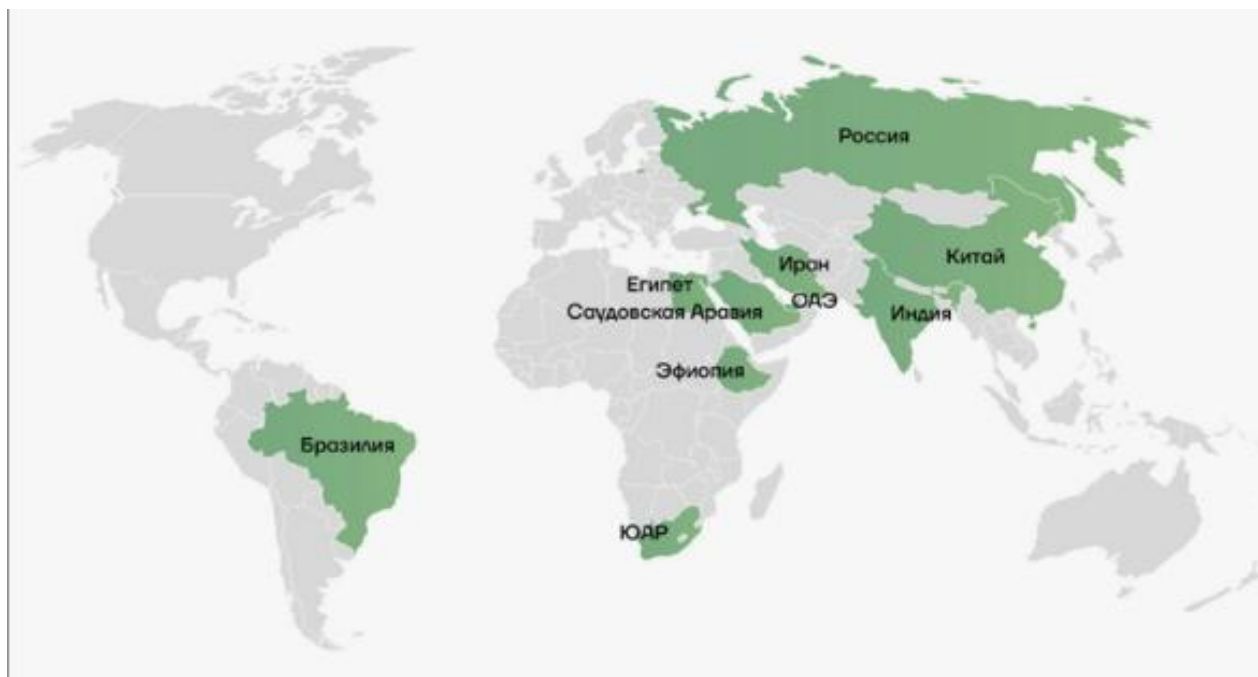 Россия
Китай
Иран
Египет
ОАЭ
Саудовская Аравия
Индия
Эфиопия
Бразилия
ЮАР